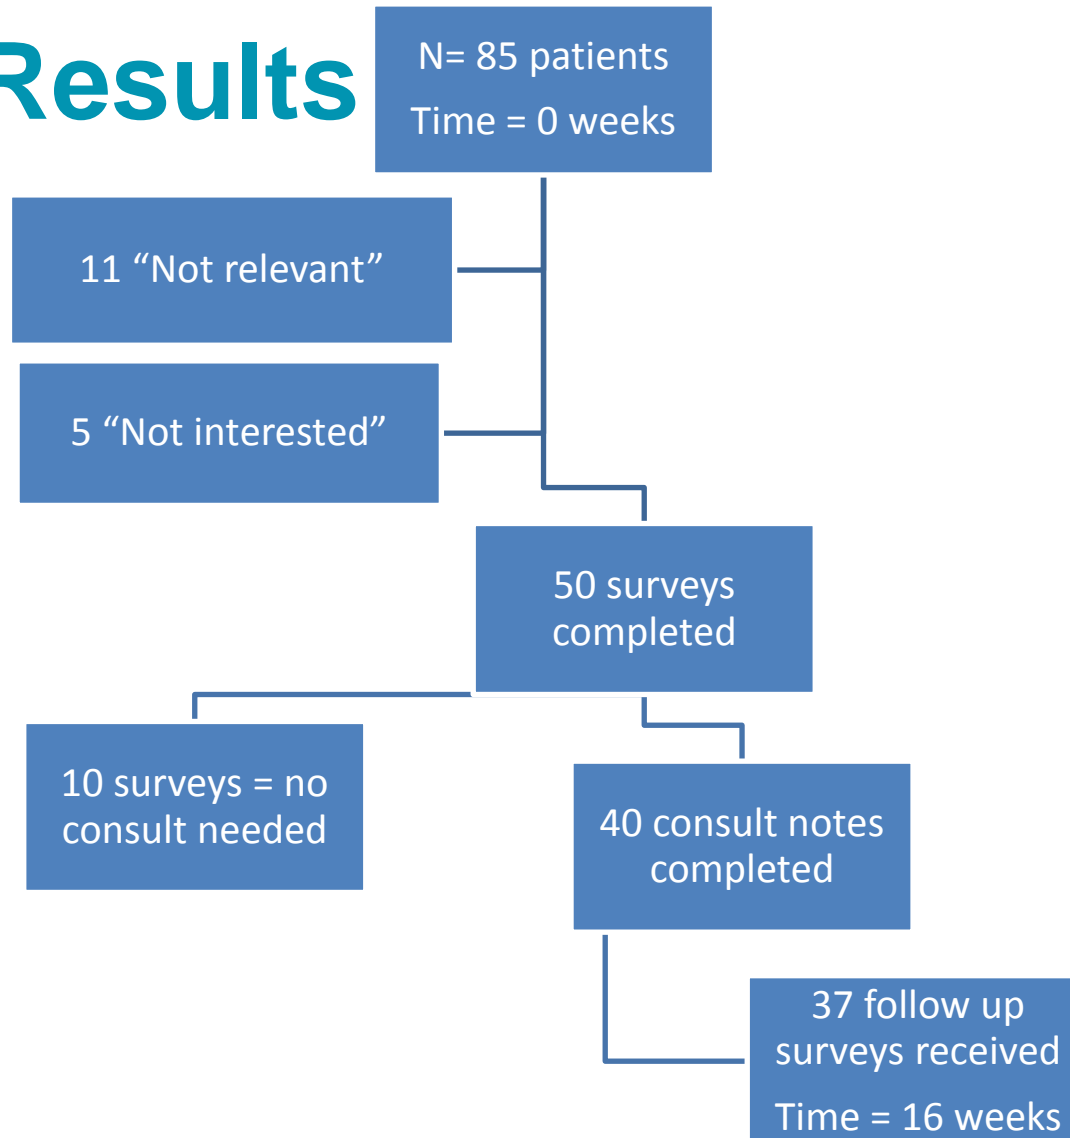 Results
N= 85 patients
Time = 0 weeks
11 “Not relevant”
5 “Not interested”
50 surveys
completed
10 surveys = no
consult needed
40 consult notes
completed
37 follow up
surveys received
Time = 16 weeks